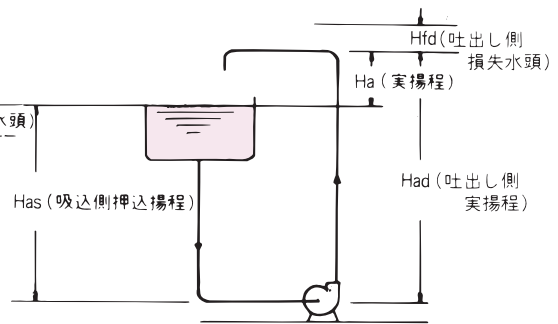 Hfd(吐出し側
損失水頭)
Ha(実揚程)
水頭)
Had(吐出し側
実揚程)
Has(吸込側押込揚程)